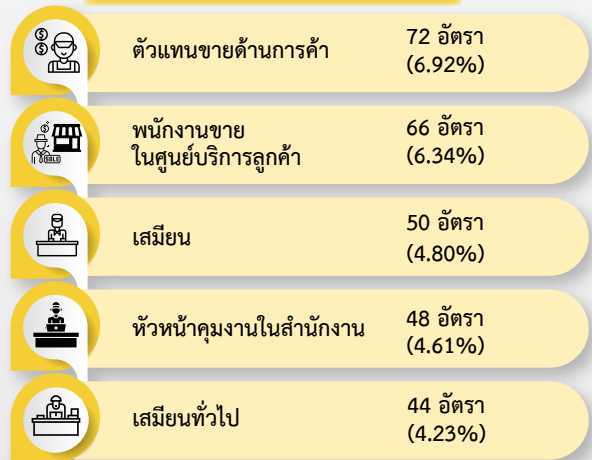 ตัวแทนขายด้านการค้า
72 อัตรา
(6.92%)
พนักงานขาย
ในศูนย์บริการลูกค้า
66 อัตรา
(6.34%)
SALE
เสมียน
50 อัตรา
(4.80%)
หัวหน้าคุมงานในสำนักงาน
48 อัตรา
(4.61%)
เสมียนทั่วไป
44 อัตรา
(4.23%)